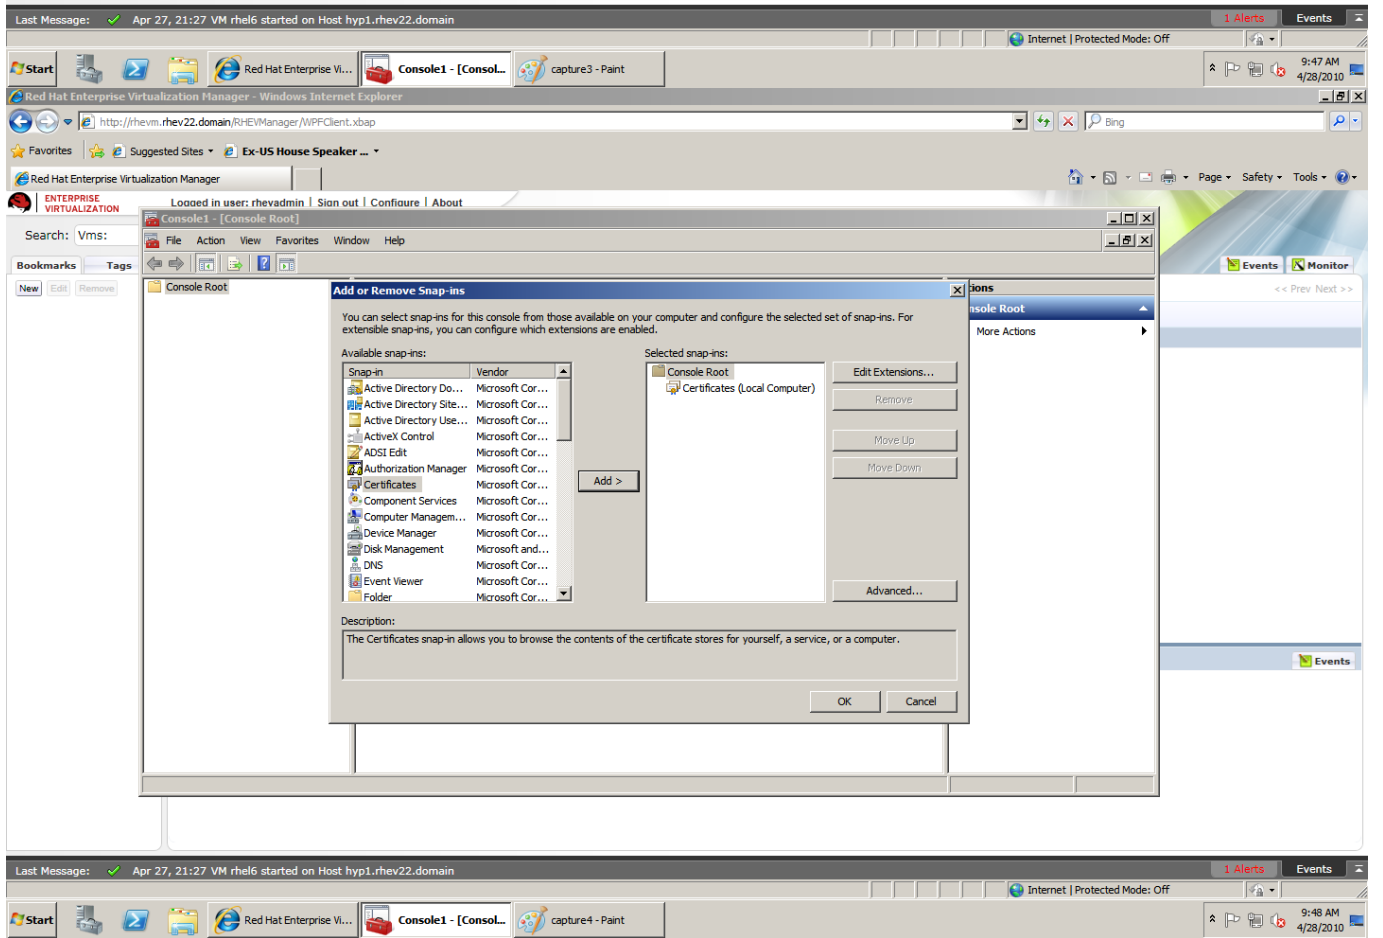 Last Message: Apr 27, 21:27 VM rhel6 started on Host hyp1.rhev22.domain 1 Alerts Events
Internet | Protected Mode: Off
Start Red Hat Enterprise Vi... Console1 - [Consol... capture3 - Paint 9:47 AM
4/28/2010
Red Hat Enterprise Virtualization Manager - Windows Internet Explorer
http://rhevm.rhev22.domain/RHEVManager/WPFClient.xbap Bing
Favorites Suggested Sites Ex-US House Speaker ...
Red Hat Enterprise Virtualization Manager Page Safety Tools
ENTERPRISE
VIRTUALIZATION
Logged in user: rhevadmin | Sign out | Configure | About
Console1 - [Console Root]
Search: Vms:
File Action View Favorites Window Help
Bookmarks Tags Events Monitor
New Edit Remove << Prev Next >>
Console Root
Add or Remove Snap-ins
ions
nsole Root
More Actions
You can select snap-ins for this console from those available on your computer and configure the selected set of snap-ins. For
extensible snap-ins, you can configure which extensions are enabled.
Available snap-ins: Selected snap-ins:
Snap-in Vendor Console Root Edit Extensions...
Active Directory Do... Microsoft Cor... Certificates (Local Computer)
Active Directory Site... Microsoft Cor... Remove
Active Directory Use... Microsoft Cor...
ActiveX Control Microsoft Cor... Move Up
ADSI Edit Microsoft Cor...
Authorization Manager Microsoft Cor... Move Down
Certificates Microsoft Cor... Add >
Component Services Microsoft Cor...
Computer Managem... Microsoft Cor...
Device Manager Microsoft Cor...
Disk Management Microsoft and...
DNS Microsoft Cor...
Event Viewer Microsoft Cor...
Folder Microsoft Cor... Advanced...
Description:
The Certificates snap-in allows you to browse the contents of the certificate stores for yourself, a service, or a computer.
Events
OK Cancel
Last Message: Apr 27, 21:27 VM rhel6 started on Host hyp1.rhev22.domain 1 Alerts Events
Internet | Protected Mode: Off
Start Red Hat Enterprise Vi... Console1 - [Consol... capture4 - Paint 9:48 AM
4/28/2010